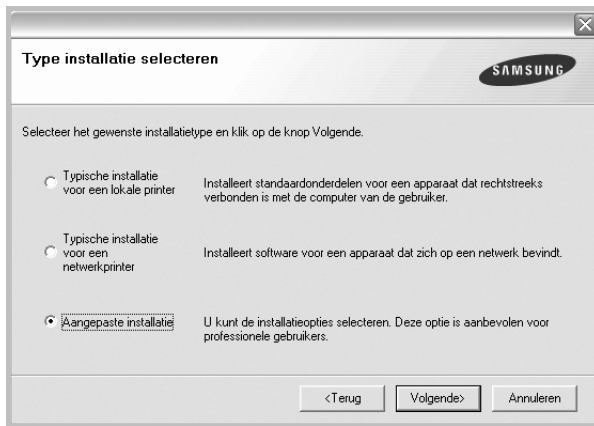 Type installatie selecteren
SAMSUNG
Selecteer het gewenste installatietype en klik op de knop Volgende.
Typische installatie
voor een lokale printer
Installeert standaardonderdelen voor een apparaat dat rechtstreeks
verbonden is met de computer van de gebruiker.
Typische installatie
voor een
netwerkprinter
Installeert software voor een apparaat dat zich op een netwerk bevindt.
Aangepaste installatie
U kunt de installatieopties selecteren. Deze optie is aanbevolen voor
professionele gebruikers.
<Terug
Volgende>
Annuleren